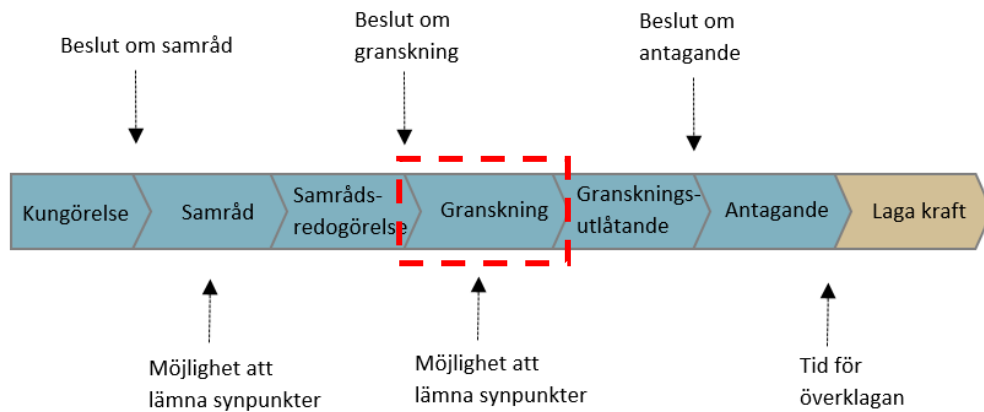 Beslut om samråd
Beslut om
granskning
Beslut om
antagande
Kungörelse
Samråd
Samråds-
redogörelse
Granskning
Gransknings-
utlåtande
Antagande
Laga kraft
Möjlighet att
lämna synpunkter
Möjlighet att
lämna synpunkter
Tid för
överklagan